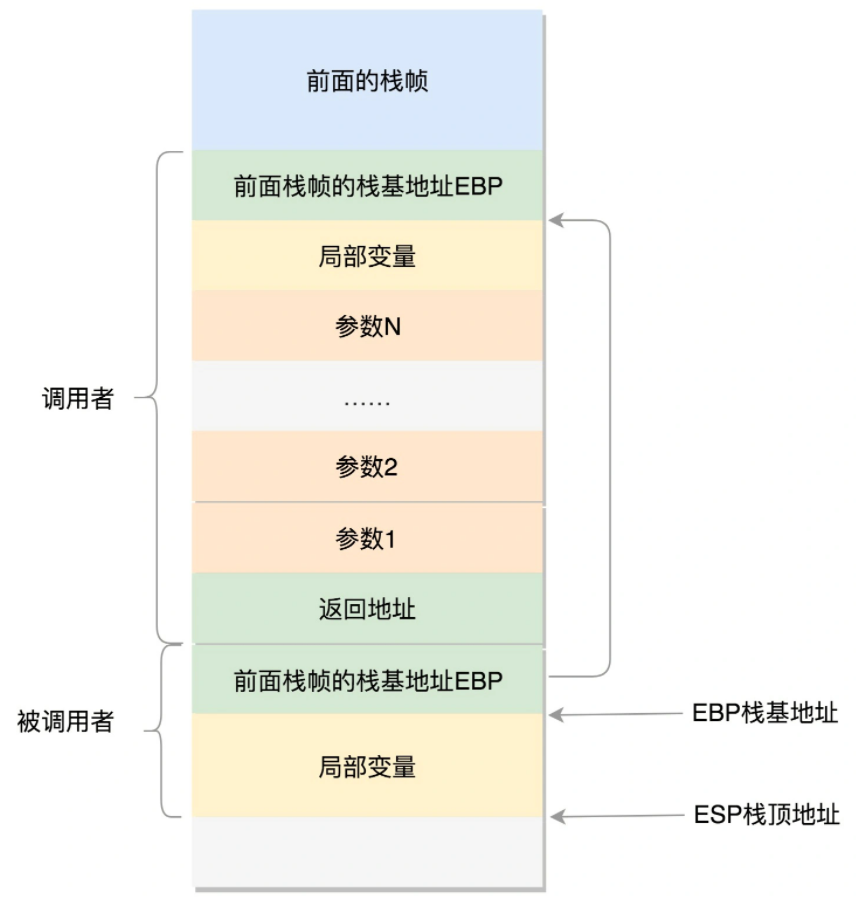 前面的栈帧
前面栈帧的栈基地址EBP
局部变量
参数N
……
调用者
参数2
参数1
返回地址
前面栈帧的栈基地址EBP
被调用者
EBP栈基地址
局部变量
ESP栈顶地址